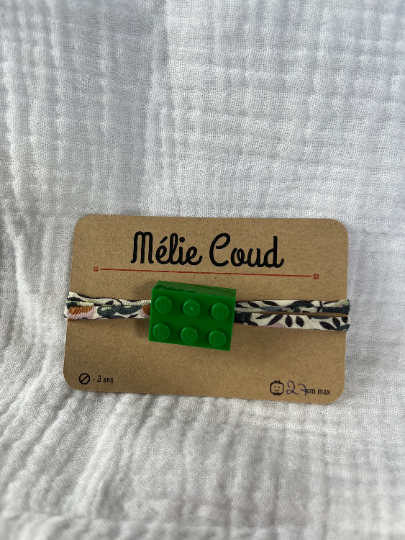 Mélie Coud
- 3 ans
27cm max